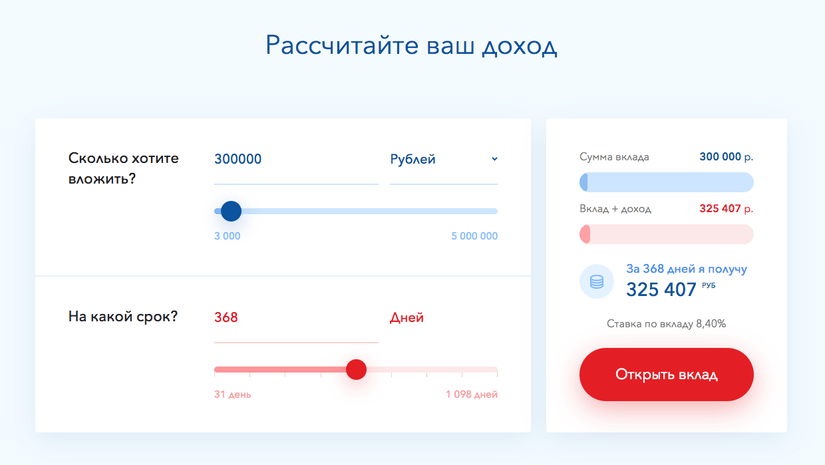 Рассчитайте ваш доход
Сколько хотите
вложить?
300000
Рублей
3 000
5 000 000
На какой срок?
368
Дней
31 день
1 098 дней
Сумма вклада 300 000 р.
Вклад + доход 325 407 р.
За 368 дней я получу
325 407 РУБ
Ставка по вкладу 8,40%
Открыть вклад